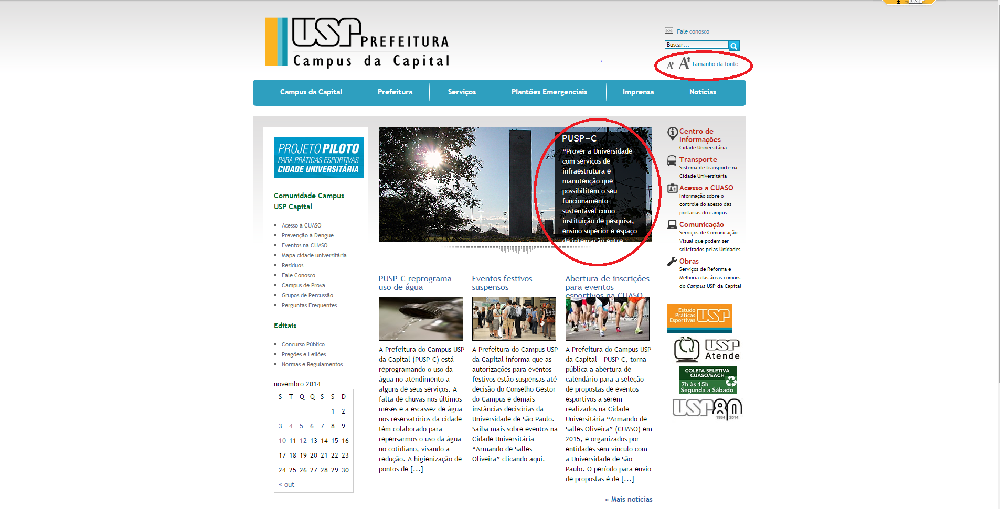 USP
USP PREFEITURA
Campus da Capital
Fale conosco
Buscar...
A A Tamanho da fonte
Campus da Capital
Prefeitura
Serviços
Plantões Emergenciais
Imprensa
Noticias
PROJETO PILOTO
PARA PRÁTICAS ESPORTIVAS
CIDADE UNIVERSITÁRIA
Comunidade Campus
USP Capital
Acesso à CUASO
Prevenção à Dengue
Eventos na CUASO
Mapa cidade universitária
Resíduos
Fale Conosco
Campus de Prova
Grupos de Percussão
Perguntas Frequentes
Editais
Concurso Público
Pregões e Leilões
Normas e Regulamentos
novembro 2014
S T Q Q S S D
1 2
3 4 5 6 7 8 9
10 11 12 13 14 15 16
17 18 19 20 21 22 23
24 25 26 27 28 29 30
« out
PUSP-C
“Prover a Universidade
com serviços de
infraestrutura e
manutenção que
possibilitem o seu
funcionamento
sustentável como
instituição de pesquisa,
ensino superior e espaço
de integração entre
PUSP-C reprograma
uso de água
A Prefeitura do Campus USP
da Capital (PUSP-C) está
reprogramando o uso da
água no atendimento a
alguns de seus serviços. A
falta de chuvas nos últimos
meses e a escassez de água
nos reservatórios da cidade
têm colaborado para
repensarmos o uso da água
no cotidiano, visando a
redução. A higienização de
pontos de [...]
Eventos festivos
suspensos
A Prefeitura do Campus USP
da Capital informa que as
autorizações para eventos
festivos estão suspensas até
decisão do Conselho Gestor
do Campus e demais
instâncias decisórias da
Universidade de São Paulo.
Saiba mais sobre eventos na
Cidade Universitária
“Armando de Salles
Oliveira” clicando aqui.
Abertura de inscrições
para eventos
esportivos na CUASO
A Prefeitura do Campus USP
da Capital – PUSP-C, torna
pública a abertura de
calendário para a seleção
de propostas de eventos
esportivos a serem
realizados na Cidade
Universitária “Armando de
Salles Oliveira” (CUASO) em
2015, e organizados por
entidades sem vínculo com
a Universidade de São
Paulo. O período para envio
de propostas é de [...]
» Mais notícias
Centro de
Informações
Cidade Universitária
Transporte
Sistema de transporte na
Cidade Universitária
Acesso a CUASO
Informação sobre o
controle do acesso das
portarias do campus
Comunicação
Serviços de Comunicação
Visual que podem ser
solicitados pelas Unidades
Obras
Serviços de Reforma e
Melhoria das áreas comuns
do Campus USP da Capital
Estudo
Práticas
Esportivas USP
USP
Atende
COLETA SELETIVA
CUASO/EACH
7h às 15h
Segunda a Sábado
USP 80
1934 2014